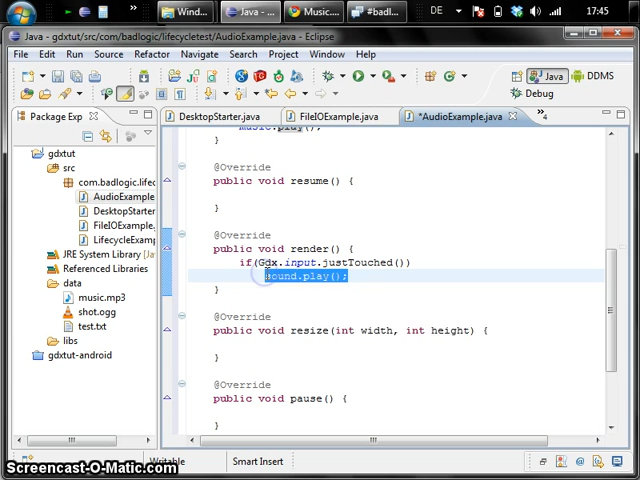 Wind...
Java - ...
Music....
#badl...
DE
17:45
Java - gdxtut/src/com/badlogic/lifecycletest/AudioExample.java - Eclipse
File Edit Source Refactor Navigate Search Project Run Window Help
Java
DDMS
Debug
Package Exp
DesktopStarter.java
FileIOExample.java
*AudioExample.java
4
gdxtut
src
com.badlogic.lifec
AudioExample
DesktopStarter
FileIOExample.
LifecycleExamp
JRE System Library
Referenced Libraries
data
music.mp3
shot.ogg
test.txt
libs
gdxtut-android
music.play();
}
@Override
public void resume() {
}
@Override
public void render() {
if(Gdx.input.justTouched())
sound.play();
}
@Override
public void resize(int width, int height) {
}
@Override
public void pause() {
}
Writable
Smart Insert
Screencast-O-Matic.com